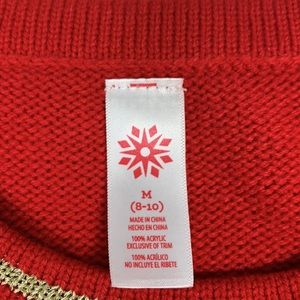 M
(8-10)
MADE IN CHINA
HECHO EN CHINA
100% ACRYLIC
EXCLUSIVE OF TRIM
100% ACRÍLICO
NO INCLUYE EL RIBETE